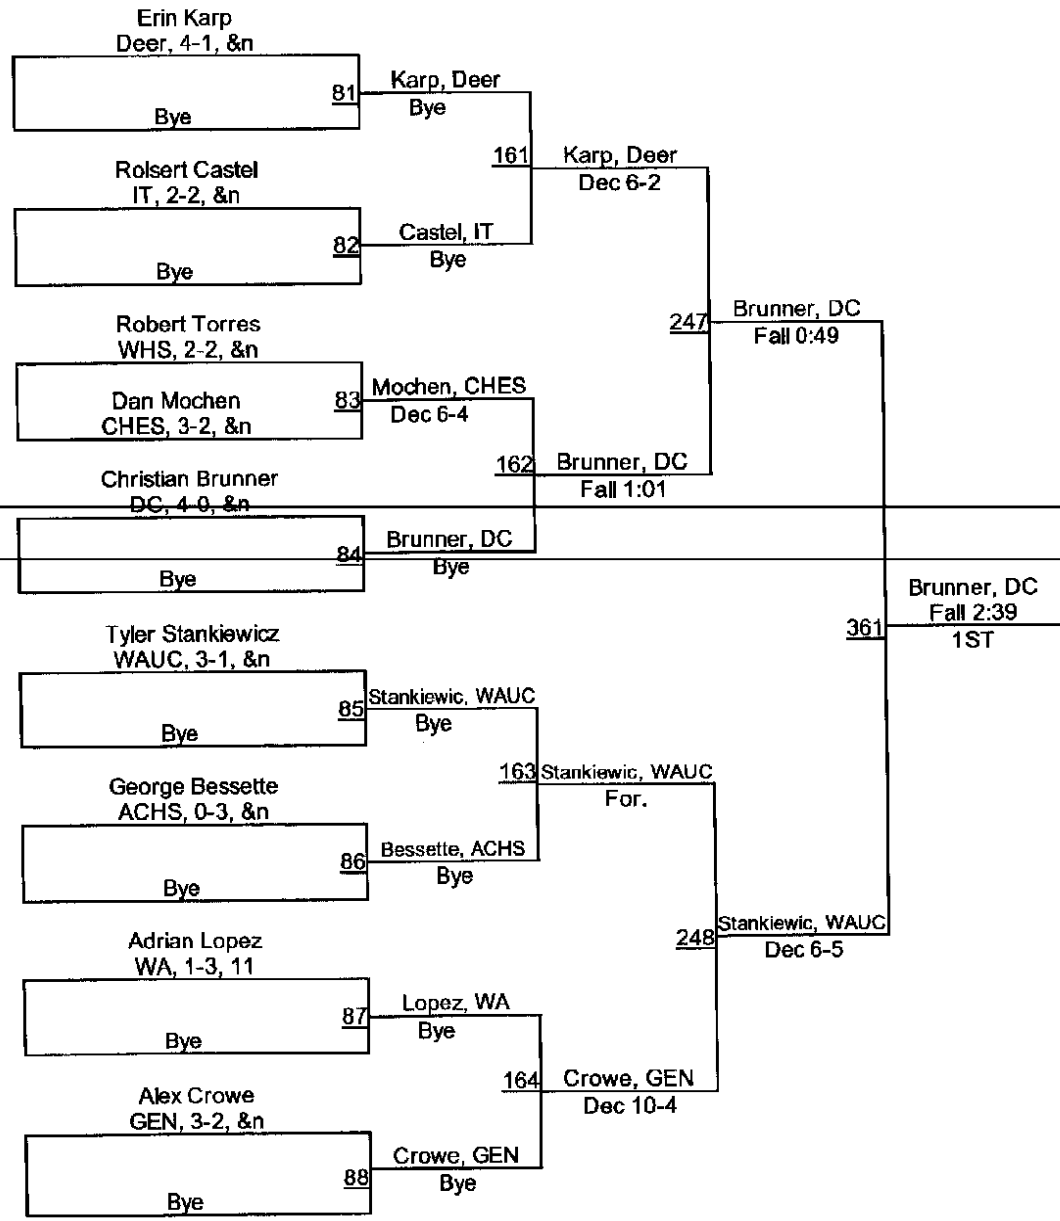 Erin Karp
Deer, 4-1, &n
81
Bye
Karp, Deer
Bye
161
Karp, Deer
Dec 6-2
Rolsert Castel
IT, 2-2, &n
82
Bye
Castel, IT
Bye
247
Brunner, DC
Fall 0:49
Robert Torres
WHS, 2-2, &n
83
Dan Mochen
CHES, 3-2, &n
Mochen, CHES
Dec 6-4
162
Brunner, DC
Fall 1:01
Christian Brunner
DC, 4-0, &n
84
Bye
Brunner, DC
Bye
361
Brunner, DC
Fall 2:39
1ST
Tyler Stankiewicz
WAUC, 3-1, &n
85
Bye
Stankiewic, WAUC
Bye
163
Stankiewic, WAUC
For.
George Bessette
ACHS, 0-3, &n
86
Bye
Bessette, ACHS
Bye
248
Stankiewic, WAUC
Dec 6-5
Adrian Lopez
WA, 1-3, 11
87
Bye
Lopez, WA
Bye
164
Crowe, GEN
Dec 10-4
Alex Crowe
GEN, 3-2, &n
88
Bye
Crowe, GEN
Bye